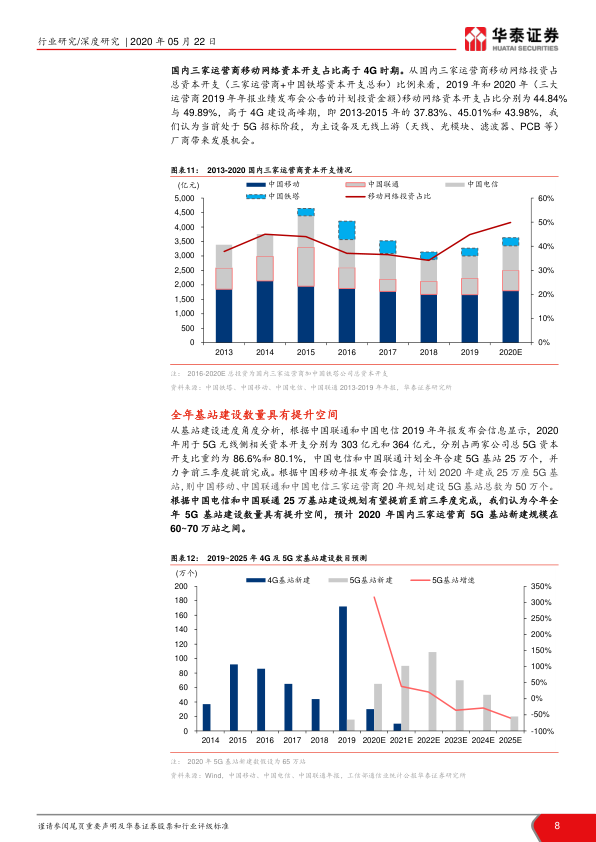 行业研究/深度研究 | 2020 年 05 月 22 日
华泰证券
HUATAI SECURITIES
国内三家运营商移动网络资本开支占比高于 4G 时期。从国内三家运营商移动网络投资占
总资本开支（三家运营商+中国铁塔资本开支总和）比例来看，2019 年和 2020 年（三大
运营商 2019 年年报业绩发布会公告的计划投资金额)移动网络资本开支占比分别为 44.84%
与 49.89%，高于 4G 建设高峰期，即 2013-2015 年的 37.83%、45.01%和 43.98%，我
们认为当前处于 5G 招标阶段，为主设备及无线上游（天线、光模块、滤波器、PCB 等）
厂商带来发展机会。
图表11： 2013-2020 国内三家运营商资本开支情况
(亿元)
中国移动 中国联通 中国电信
中国铁塔 移动网络投资占比
5,000 60%
4,500
4,000 50%
3,500
3,000 40%
2,500 30%
2,000
1,500 20%
1,000
500 10%
0 0%
2013 2014 2015 2016 2017 2018 2019 2020E
注： 2016-2020E 总投资为国内三家运营商和中国铁塔公司总资本开支
资料来源：中国铁塔、中国移动、中国电信、中国联通 2013-2019 年年报，华泰证券研究所
全年基站建设数量具有提升空间
从基站建设进度角度分析，根据中国联通和中国电信 2019 年年报发布会信息显示，2020
年用于 5G 无线侧相关资本开支分别为 303 亿元和 364 亿元，分别占两家公司总 5G 资本
开支比重约为 86.6%和 80.1%，中国电信和中国联通计划全年合建 5G 基站 25 万个，并
力争前三季度提前完成。根据中国移动年报发布会信息，计划 2020 年建成 25 万座 5G 基
站，则中国移动、中国联通和中国电信三家运营商 20 年规划建设 5G 基站总数为 50 万个。
根据中国电信和中国联通 25 万基站建设规划有望提前至前三季度完成，我们认为今年全
年 5G 基站建设数量具有提升空间，预计 2020 年国内三家运营商 5G 基站新建规模在
60~70 万站之间。
图表12： 2019~2025 年 4G 及 5G 宏基站建设数目预测
(万个)
4G基站新建 5G基站新建 5G基站增速
200 350%
180 300%
160 250%
140 200%
120 150%
100 100%
80 50%
60 0%
40 -50%
20 -100%
0
2014 2015 2016 2017 2018 2019 2020E 2021E 2022E 2023E 2024E 2025E
注： 2020 年 5G 基站新建数假设为 65 万站
资料来源：Wind，中国移动、中国电信、中国联通年报，工信部通信业统计公报华泰证券研究所
谨请参阅尾页重要声明及华泰证券股票和行业评级标准
8